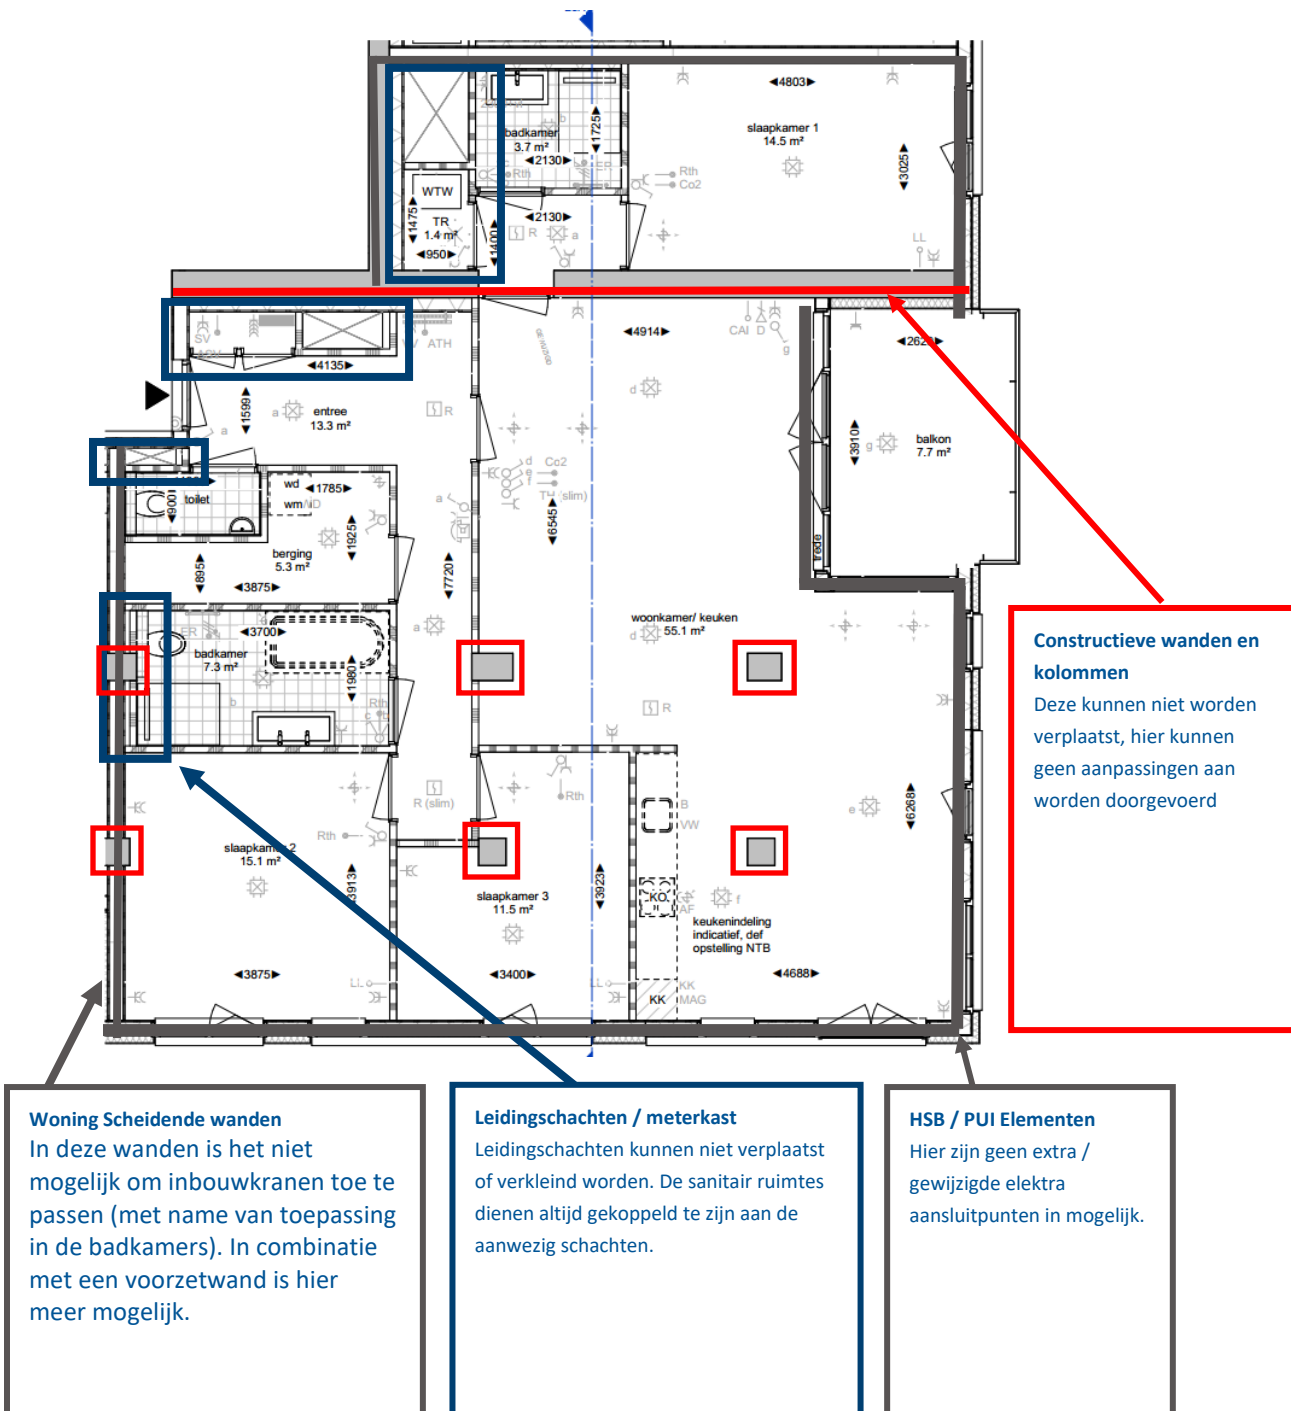 ◄4803►
slaapkamer 1
14.5 m²
badkamer
3.7 m²
◄1725►
◄2130►
Rth
Rth
Co2
◄3025►
WTW
TR
1.4 m²
◄1475►
◄950►
◄1400►
◄2130►
R
a
LL
SV
ATH
◄4135►
◄4914►
CAI D
g
◄1599►
a
entree
13.3 m²
R
d
a
balkon
7.7 m²
g
◄3910►
d
e
f
Co2
TH (slim)
◄6545►
toilet
◄900
wd
wm/
◄1785►
a
◄1925►
berging
5.3 m²
◄895►
◄3875►
◄7720►
trede
a
woonkamer/ keuken
55.1 m²
d
◄3700►
badkamer
7.3 m²
◄1980►
b
Rth
c
b
R
R (slim)
Rth
Rth
B
VW
e
◄6268►
slaapkamer 2
15.1 m²
◄3913►
slaapkamer 3
11.5 m²
◄3923►
KO
AF
f
keukenindeling
indicatief, def
opstelling NTB
◄3875►
◄3400►
◄4688►
LL
LL
KK
KK
MAG
Constructieve wanden en
kolommen
Deze kunnen niet worden
verplaatst, hier kunnen
geen aanpassingen aan
worden doorgevoerd
Woning Scheidende wanden
In deze wanden is het niet
mogelijk om inbouwkranen toe te
passen (met name van toepassing
in de badkamers). In combinatie
met een voorzetwand is hier
meer mogelijk.
Leidingschachten / meterkast
Leidingschachten kunnen niet verplaatst
of verkleind worden. De sanitair ruimtes
dienen altijd gekoppeld te zijn aan de
aanwezig schachten.
HSB / PUI Elementen
Hier zijn geen extra /
gewijzigde elektra
aansluitpunten in mogelijk.